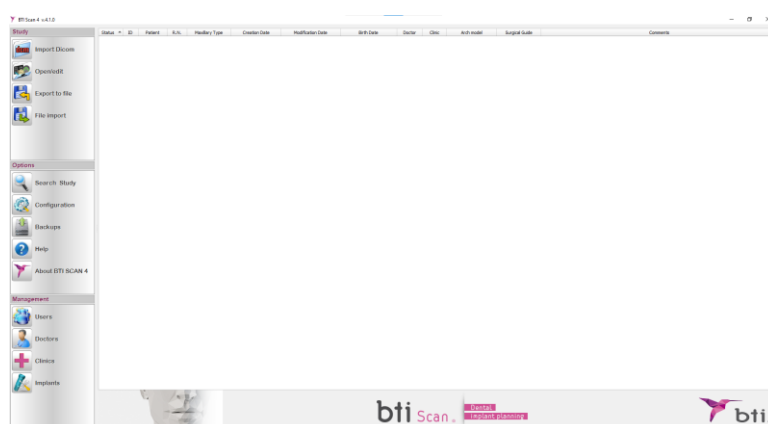 BTI Scan 4 v.4.1.0
Study
Status ID Patient R.N. Maxillary Type Creation Date Modification Date Birth Date Doctor Clinic Arch model Surgical Guide Comments
Import Dicom
Open/edit
Export to file
File import
Options
Search Study
Configuration
Backups
Help
About BTI SCAN 4
Management
Users
Doctors
Clinics
Implants
bti Scan. Dental
Implant planning
bti